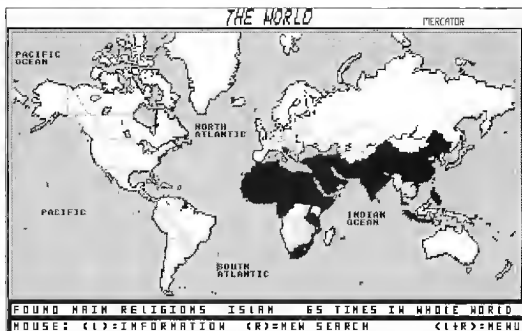 THE WORLD
MERCATOR
PACIFIC
OCEAN
NORTH
ATLANTIC
PACIFIC
INDIAN
OCEAN
SOUTH
ATLANTIC
FOUND MAIN RELIGIONS ISLAM 65 TIMES IN WHOLE WORLD
MOUSE: (L)=INFORMATION (R)=NEW SEARCH (L+R)=MENU